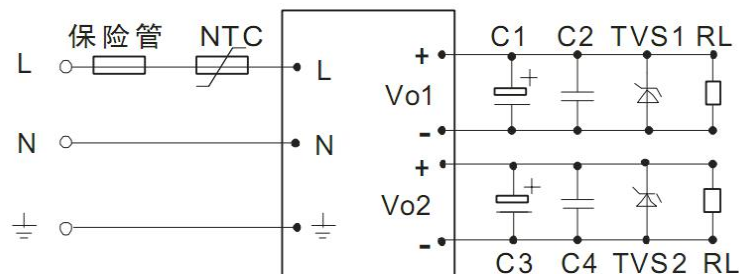 保险管 NTC C1 C2 TVS1 RL
L L + Vo1 -
N N
+ Vo2 -
C3 C4 TVS2 RL